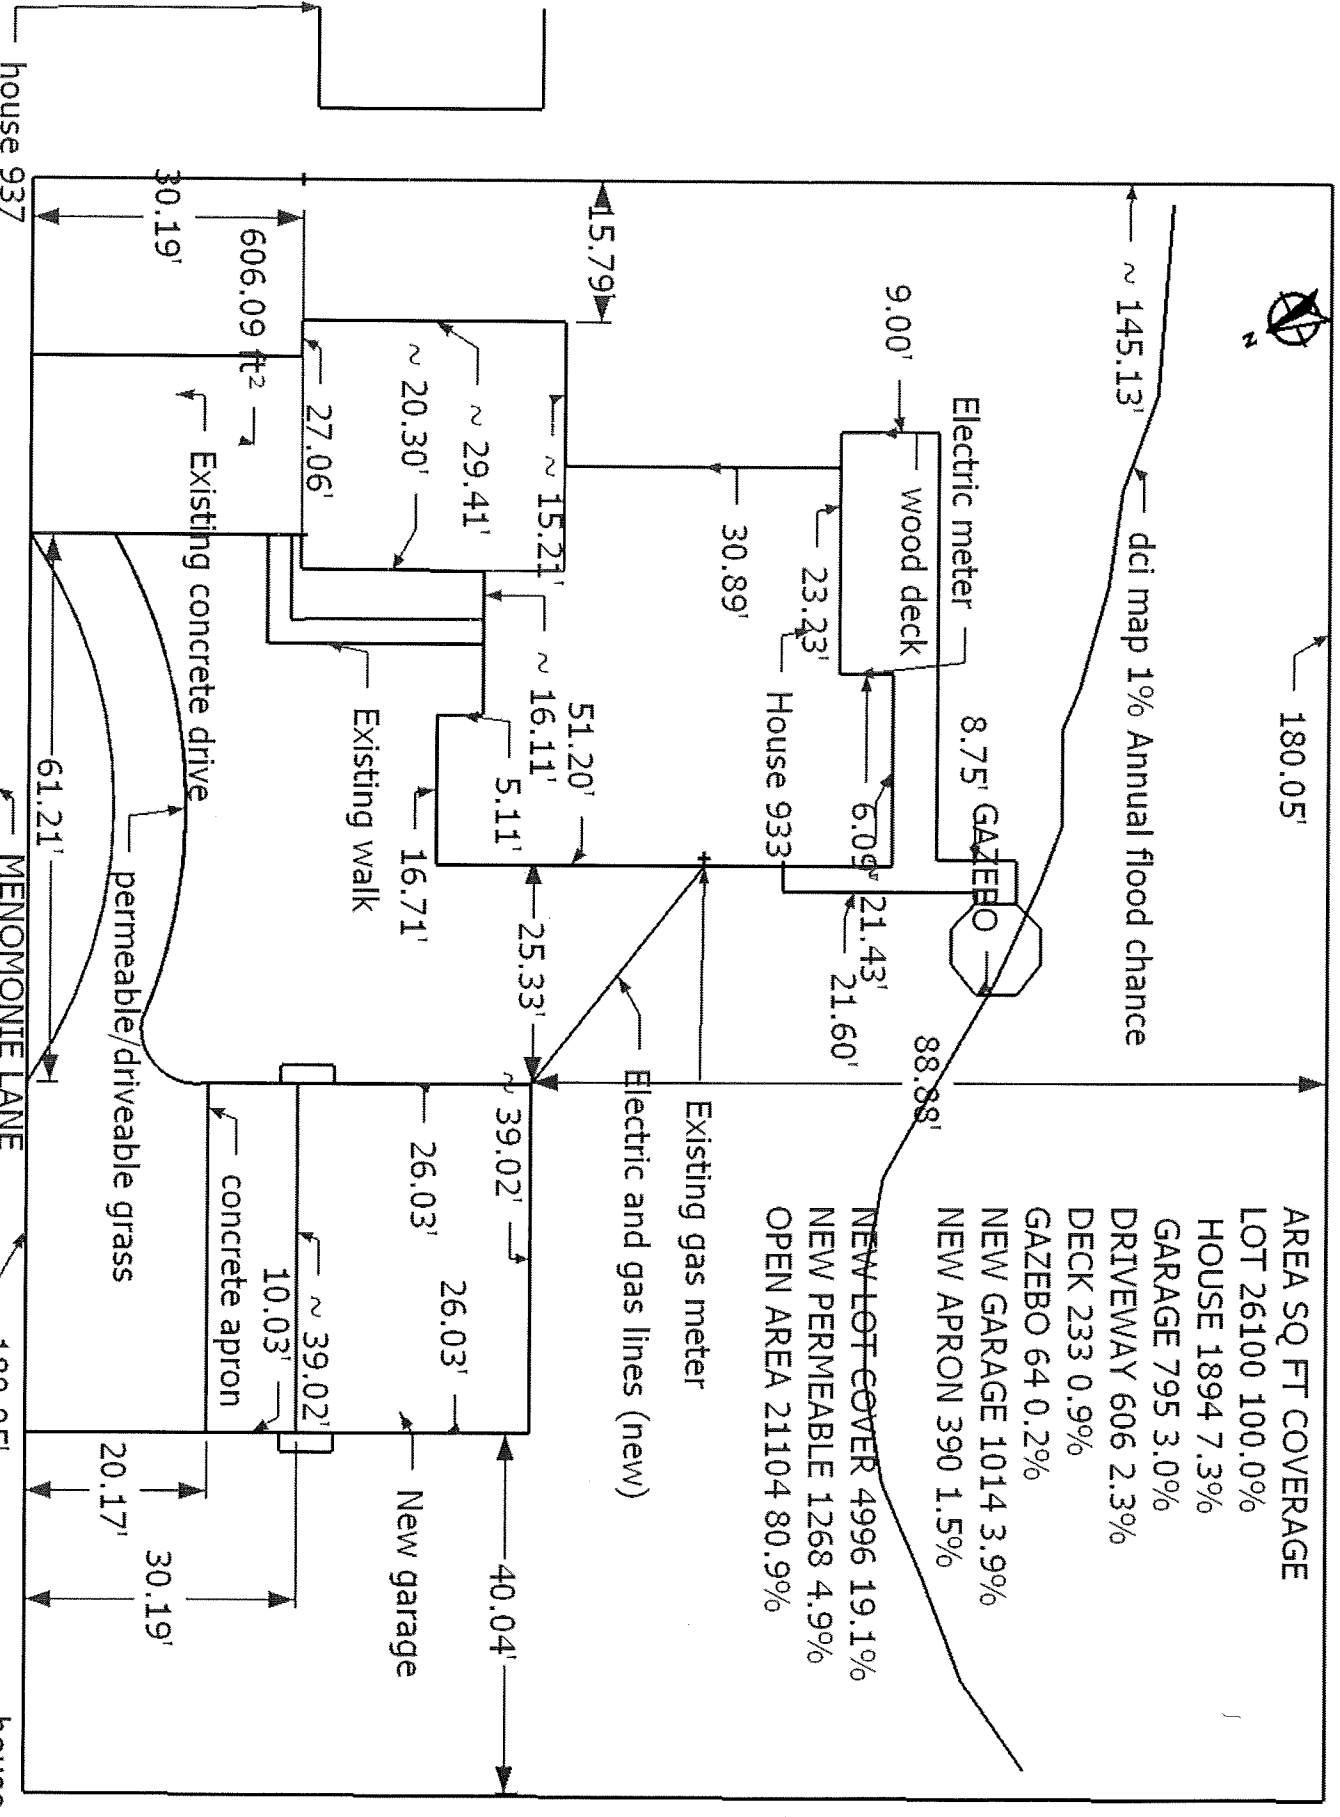 180.05'
AREA SQ FT COVERAGE
LOT 26100 100.0%
HOUSE 1894 7.3%
GARAGE 795 3.0%
DRIVEWAY 606 2.3%
DECK 233 0.9%
GAZEBO 64 0.2%
NEW GARAGE 1014 3.9%
NEW APRON 390 1.5%
NEW LOT COVER 4996 19.1%
NEW PERMEABLE 1268 4.9%
OPEN AREA 21104 80.9%
N
~ 145.13'
dci map 1% Annual flood chance
8.75'
GAZEBO
88.88'
Electric meter
9.00'
wood deck
6.09'
~ 21.43'
21.60'
23.23'
House 933
30.89'
Existing gas meter
Electric and gas lines (new)
15.79'
51.20'
~ 15.21'
~ 16.11'
25.33'
~ 39.02'
40.04'
5.11'
~ 29.41'
26.03'
~ 20.30'
16.71'
26.03'
New garage
27.06'
Existing walk
~ 39.02'
10.03'
606.09 ft²
concrete apron
Existing concrete drive
30.19'
30.19'
permeable/driveable grass
20.17'
61.21'
MENOMONIE LANE
house 937
house